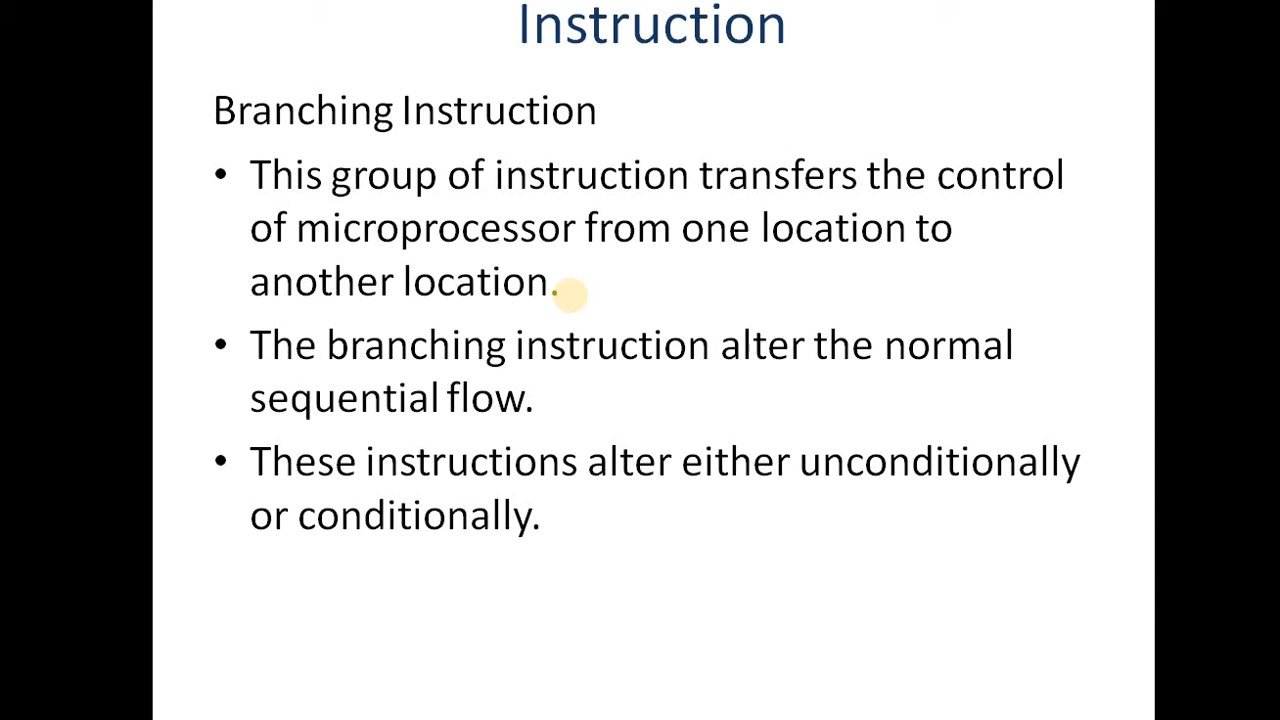 Instruction
Branching Instruction
• This group of instruction transfers the control
of microprocessor from one location to
another location.
• The branching instruction alter the normal
sequential flow.
• These instructions alter either unconditionally
or conditionally.